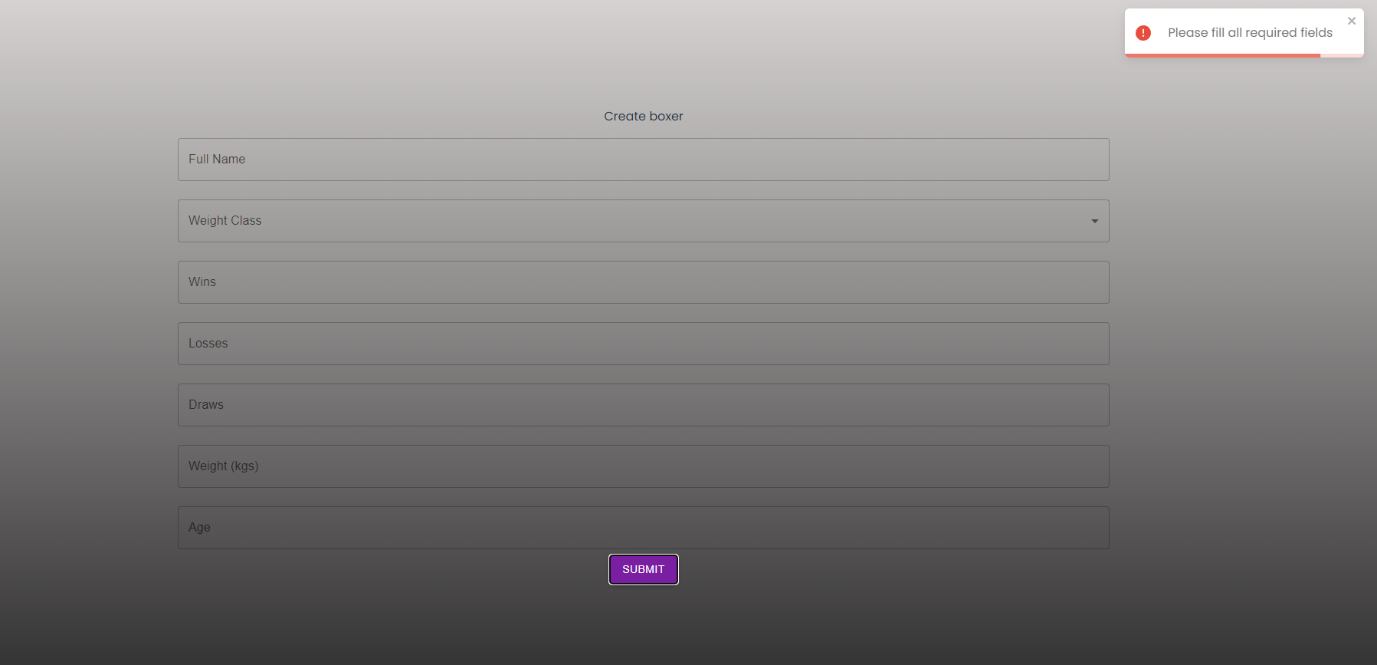 Please fill all required fields
Create boxer
Full Name
Weight Class
Wins
Losses
Draws
Weight (kgs)
Age
SUBMIT